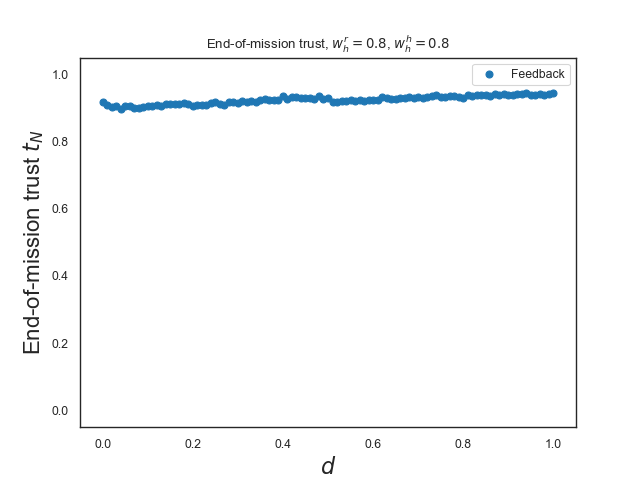 End-of-mission trust, $w_h^r = 0.8$, $w_h^h = 0.8$
Feedback
End-of-mission trust $t_N$
1.0
0.8
0.6
0.4
0.2
0.0
0.0 0.2 0.4 0.6 0.8 1.0
$d$